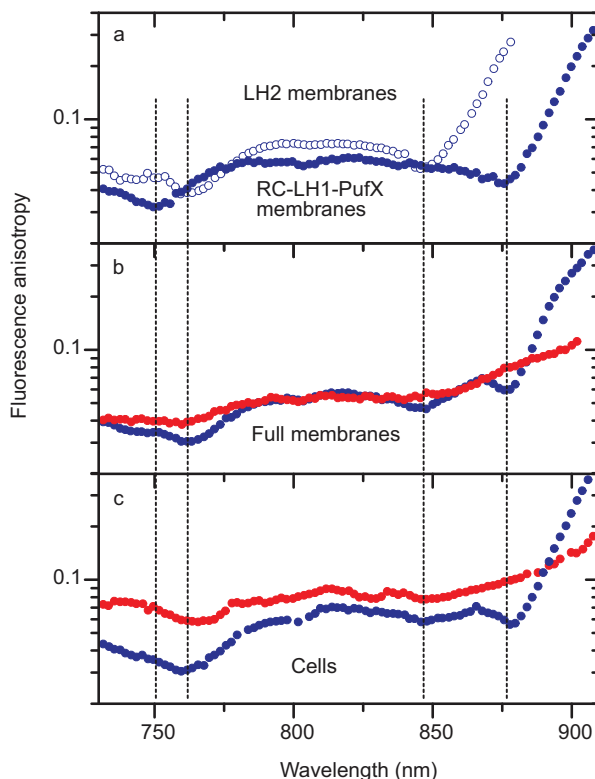 a
0.1
LH2 membranes
RC-LH1-PufX
membranes
b
0.1
Full membranes
c
0.1
Cells
Fluorescence anisotropy
750 800 850 900
Wavelength (nm)